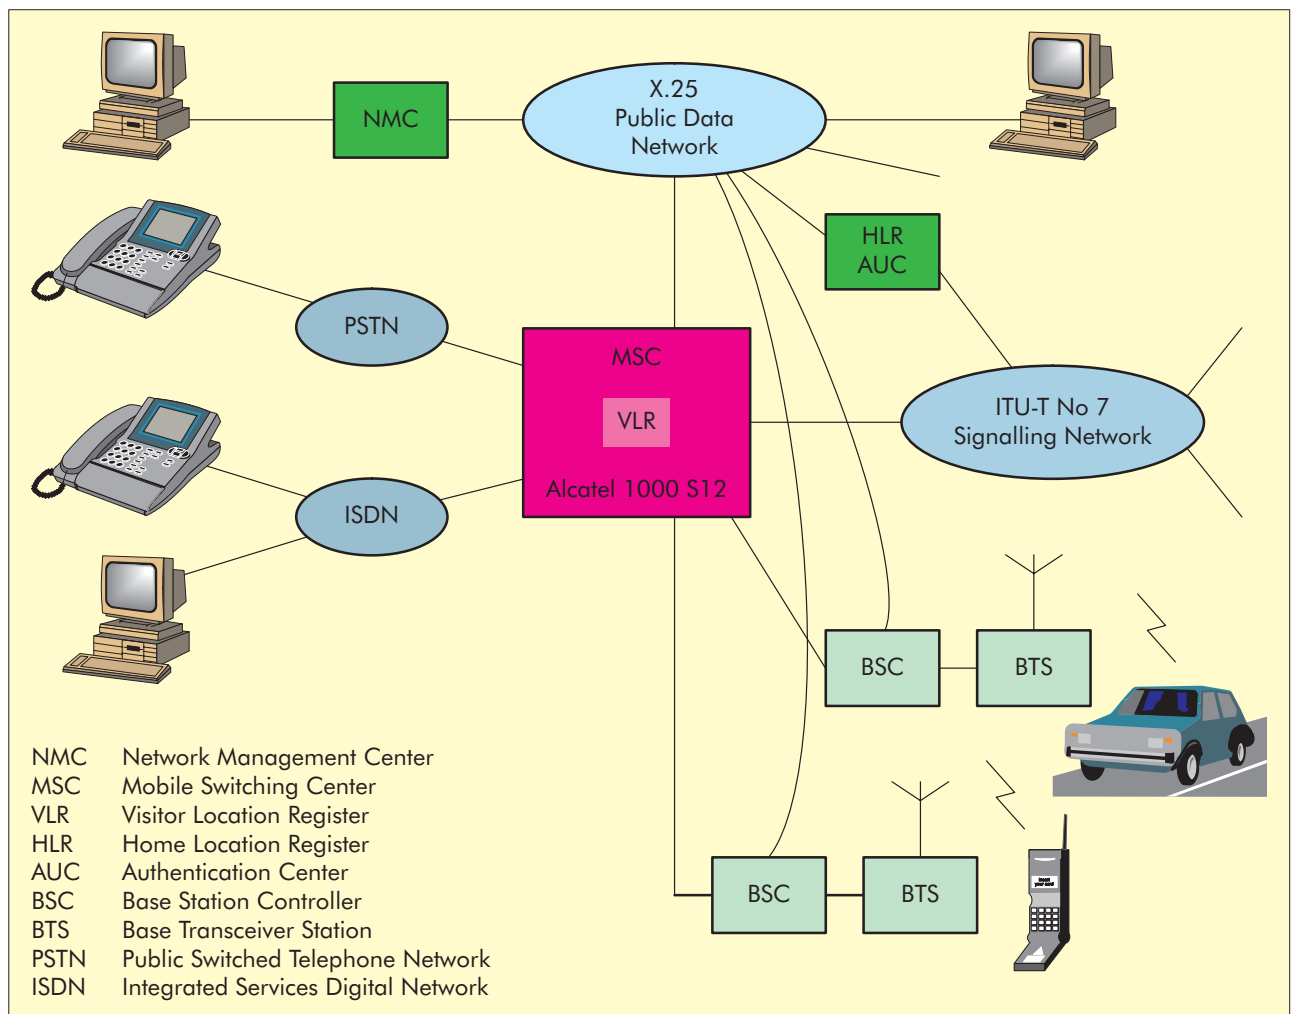 X.25
Public Data
Network
NMC
HLR
AUC
PSTN
MSC
VLR
Alcatel 1000 S12
ITU-T No 7
Signalling Network
ISDN
BSC
BTS
BSC
BTS
Insert
your card
NMC Network Management Center
MSC Mobile Switching Center
VLR Visitor Location Register
HLR Home Location Register
AUC Authentication Center
BSC Base Station Controller
BTS Base Transceiver Station
PSTN Public Switched Telephone Network
ISDN Integrated Services Digital Network